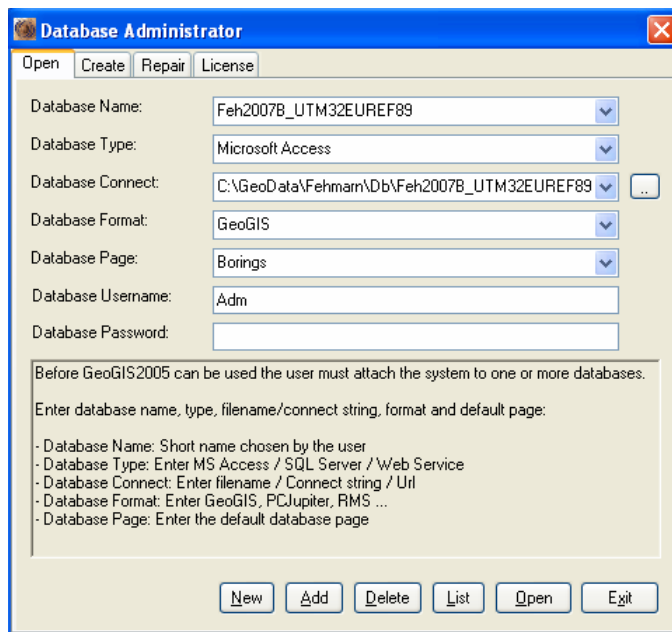 Database Administrator
Open Create Repair License
Database Name: Feh2007B_UTM32EUREF89
Database Type: Microsoft Access
Database Connect: C:\GeoData\Fehmarn\Db\Feh2007B_UTM32EUREF89 ..
Database Format: GeoGIS
Database Page: Borings
Database Username: Adm
Database Password:
Before GeoGIS2005 can be used the user must attach the system to one or more databases.
Enter database name, type, filename/connect string, format and default page:
- Database Name: Short name chosen by the user
- Database Type: Enter MS Access / SQL Server / Web Service
- Database Connect: Enter filename / Connect string / Url
- Database Format: Enter GeoGIS, PCJupiter, RMS ...
- Database Page: Enter the default database page
New Add Delete List Open Exit